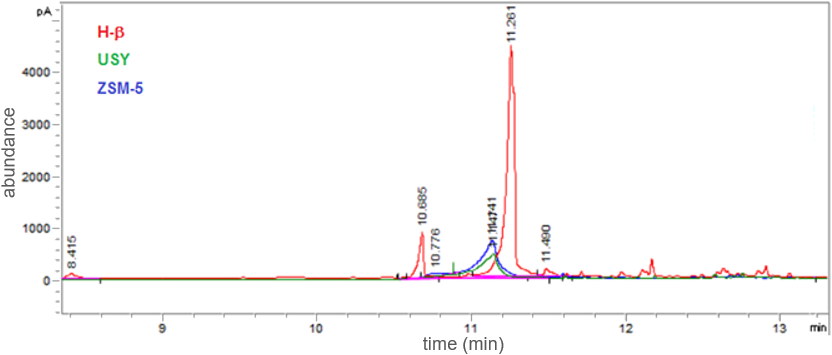 pA
H-β
USY
ZSM-5
4000
3000
2000
1000
0
abundance
8.415
10.685
10.776
11.261
11.490
9
10
11
12
13
min
time (min)